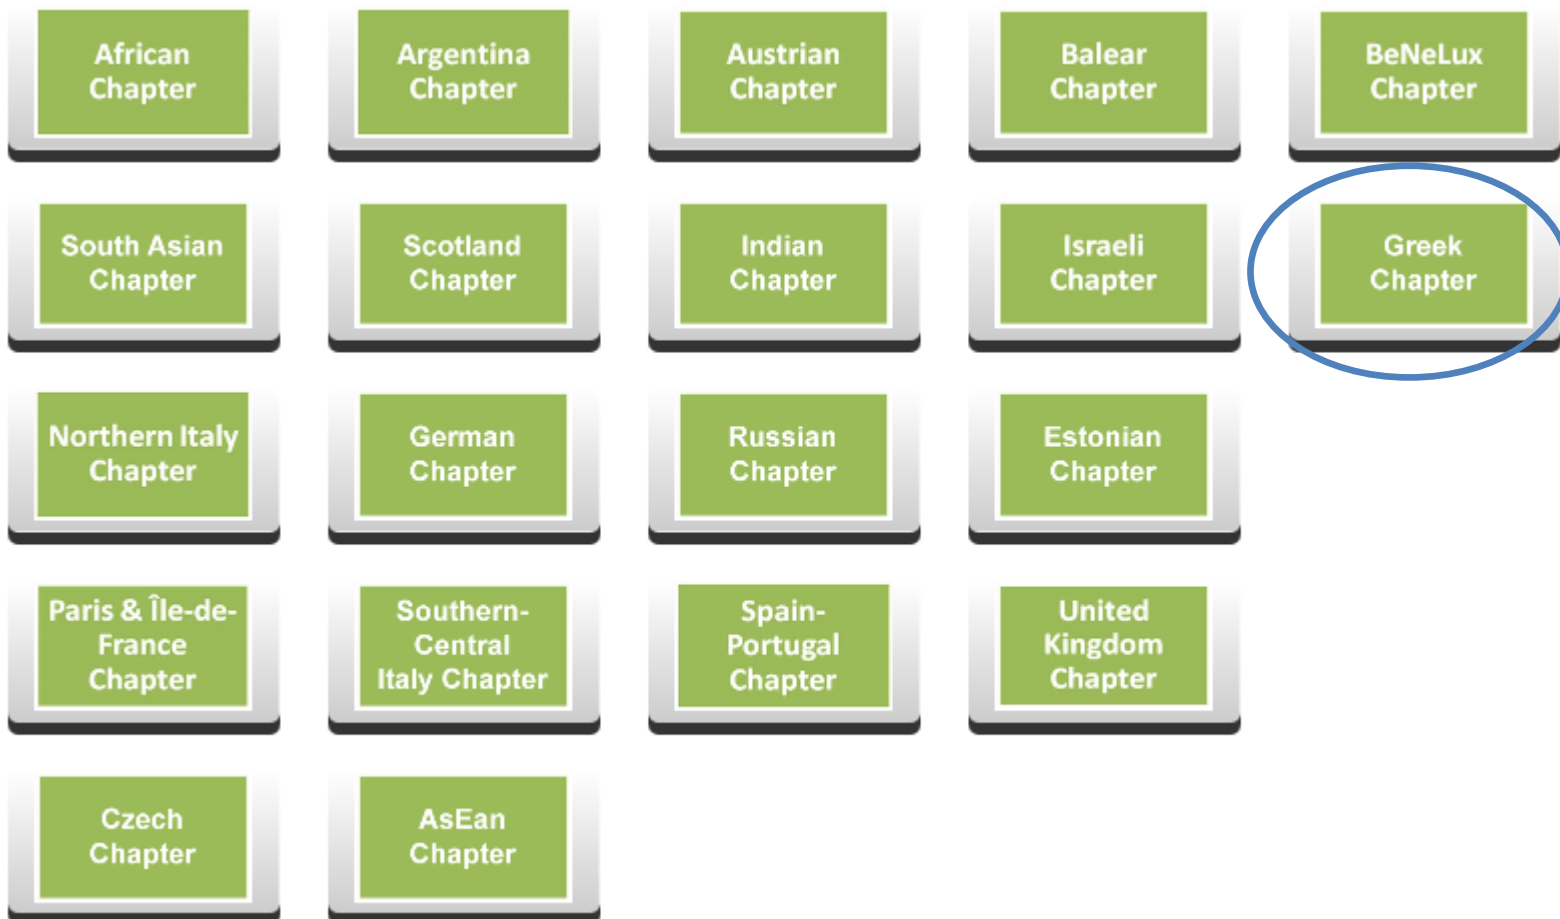 African
Chapter
Argentina
Chapter
Austrian
Chapter
Balear
Chapter
BeNeLux
Chapter
South Asian
Chapter
Scotland
Chapter
Indian
Chapter
Israeli
Chapter
Greek
Chapter
Northern Italy
Chapter
German
Chapter
Russian
Chapter
Estonian
Chapter
Paris & Île-de-
France
Chapter
Southern-
Central
Italy Chapter
Spain-
Portugal
Chapter
United
Kingdom
Chapter
Czech
Chapter
AsEan
Chapter